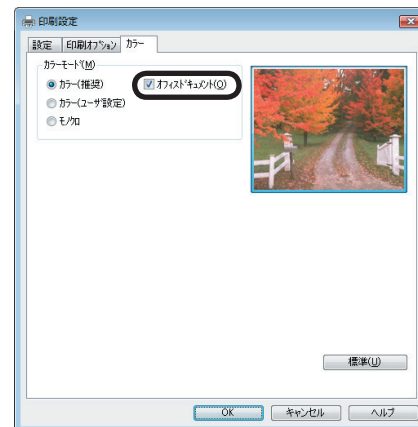 印刷設定
設定 印刷オプション カラー
カラーモード(M)
カラー(推奨) オフィスドキュメント(O)
カラー(ユーザ設定)
モノクロ
標準(U)
OK キャンセル ヘルプ